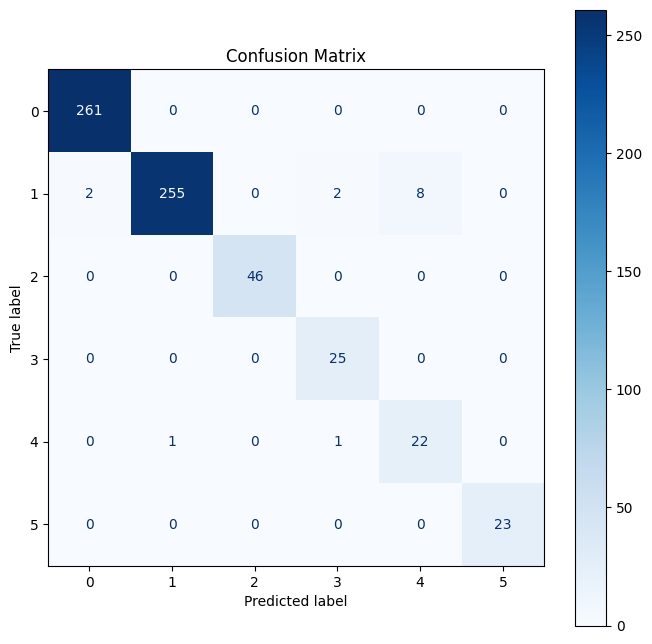 Confusion Matrix
0 261 0 0 0 0 0
1 2 255 0 2 8 0
2 0 0 46 0 0 0
3 0 0 0 25 0 0
4 0 1 0 1 22 0
5 0 0 0 0 0 23
0 1 2 3 4 5
Predicted label
True label
250
200
150
100
50
0